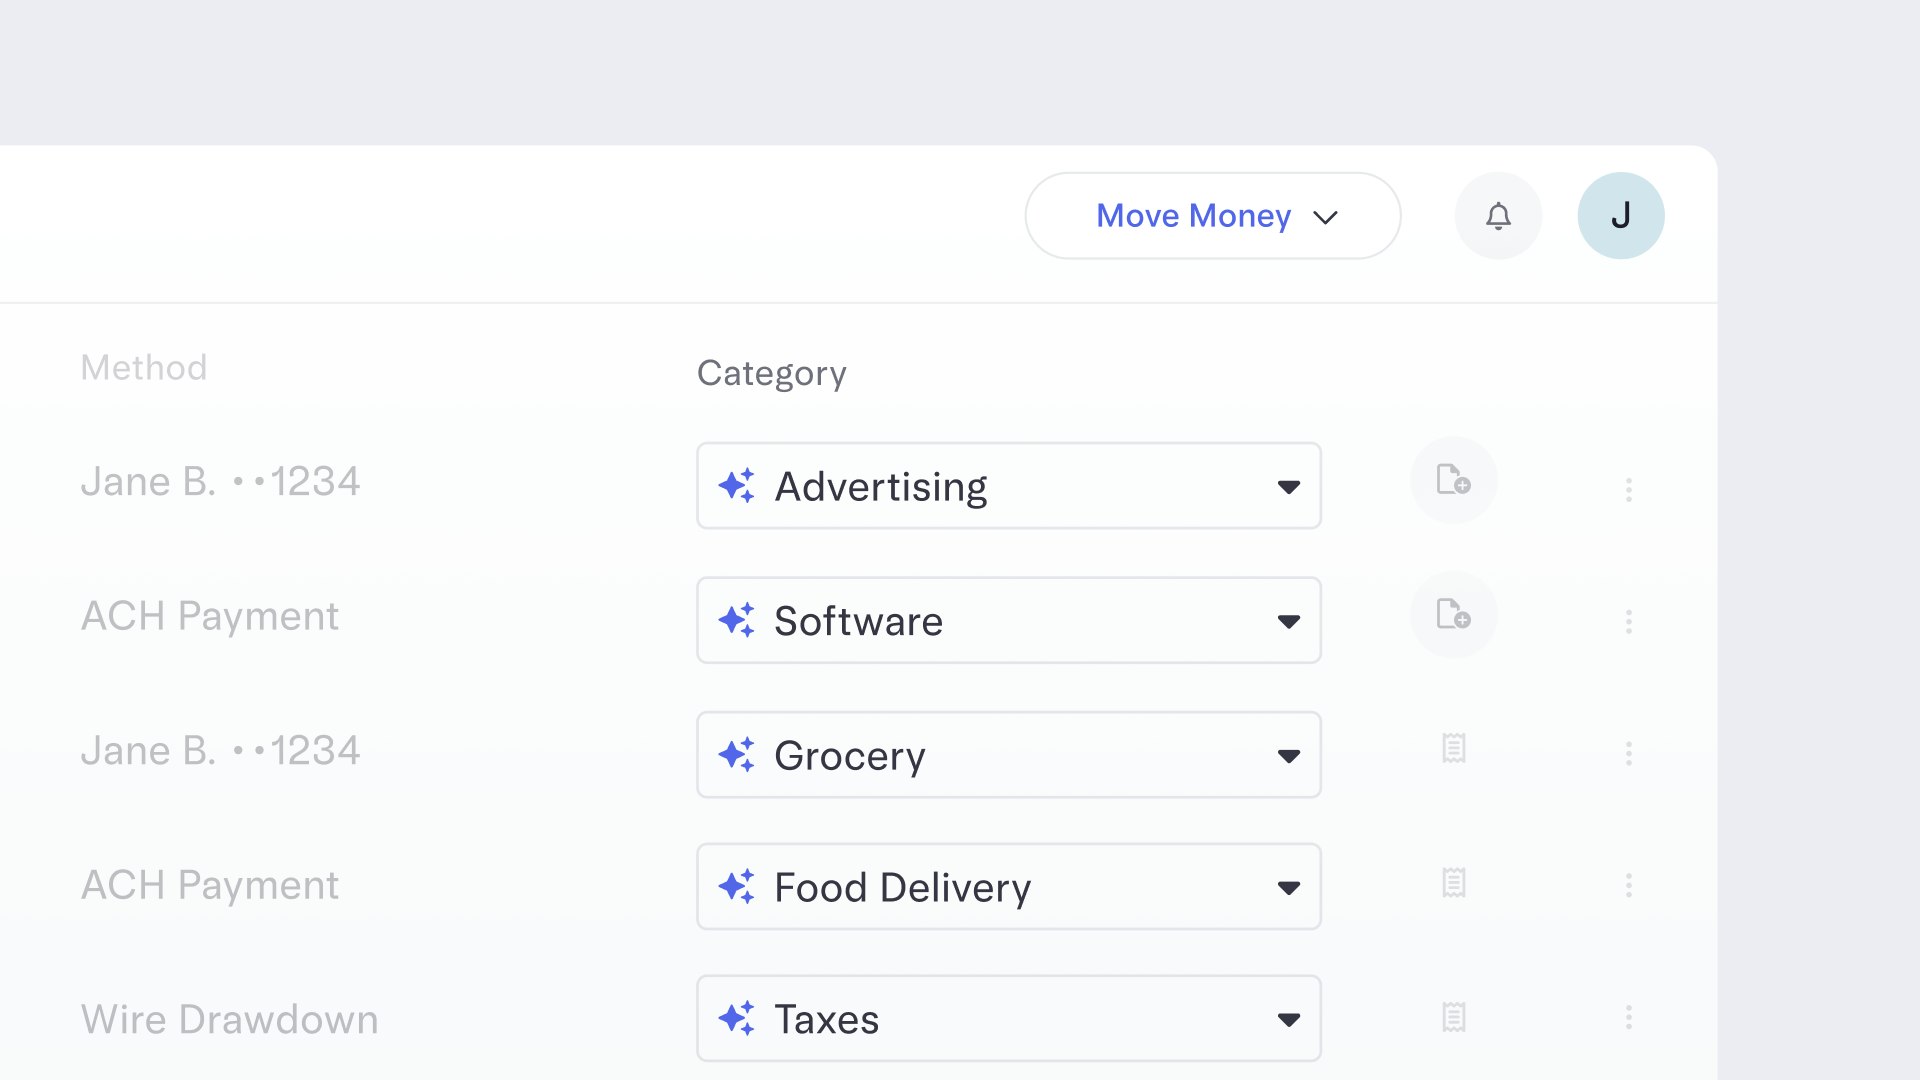 Move Money
J
Method
Category
Jane B. ••1234
Advertising
ACH Payment
Software
Jane B. ••1234
Grocery
ACH Payment
Food Delivery
Wire Drawdown
Taxes